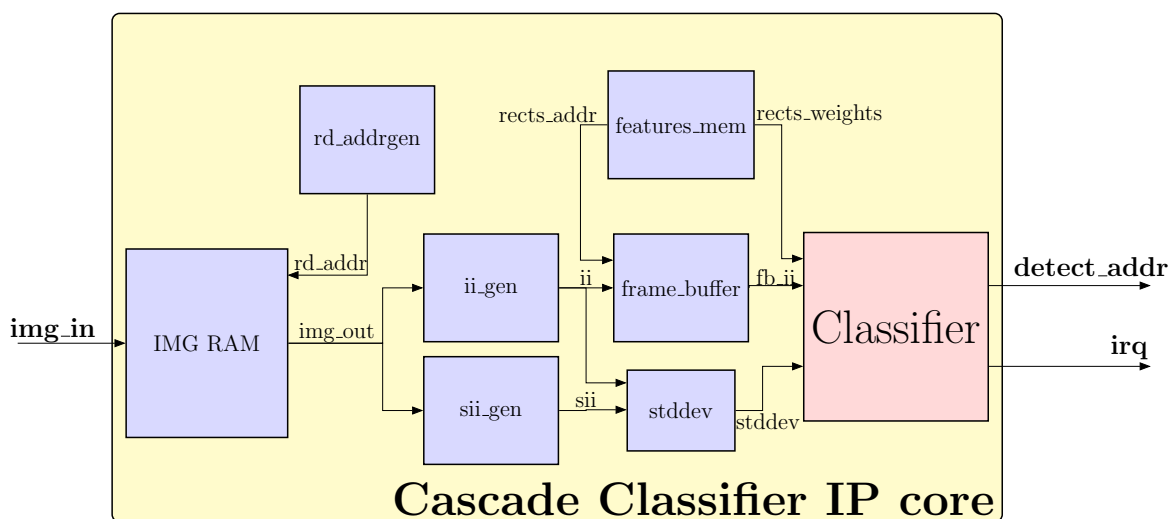 features_mem
rects_addr
rects_weights
rd_addrgen
rd_addr
ii_gen
ii
frame_buffer
fb_ii
detect_addr
img_in
IMG RAM
img_out
Classifier
irq
sii_gen
sii
stddev
stddev
Cascade Classifier IP core